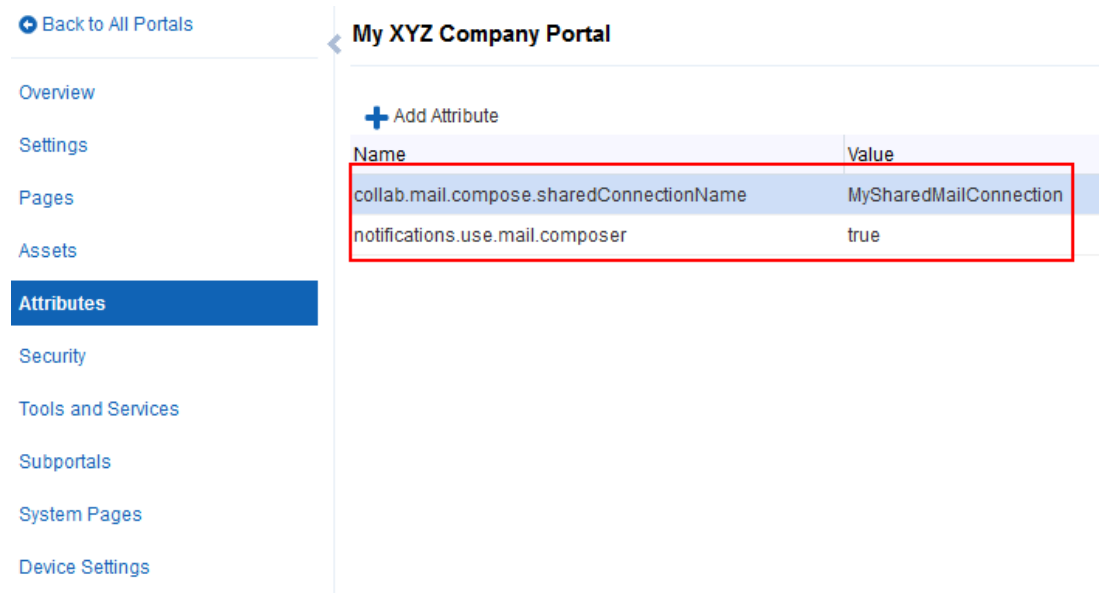 Back to All Portals
Overview
Settings
Pages
Assets
Attributes
Security
Tools and Services
Subportals
System Pages
Device Settings
My XYZ Company Portal
Add Attribute
Name Value
collab.mail.compose.sharedConnectionName MySharedMailConnection
notifications.use.mail.composer true